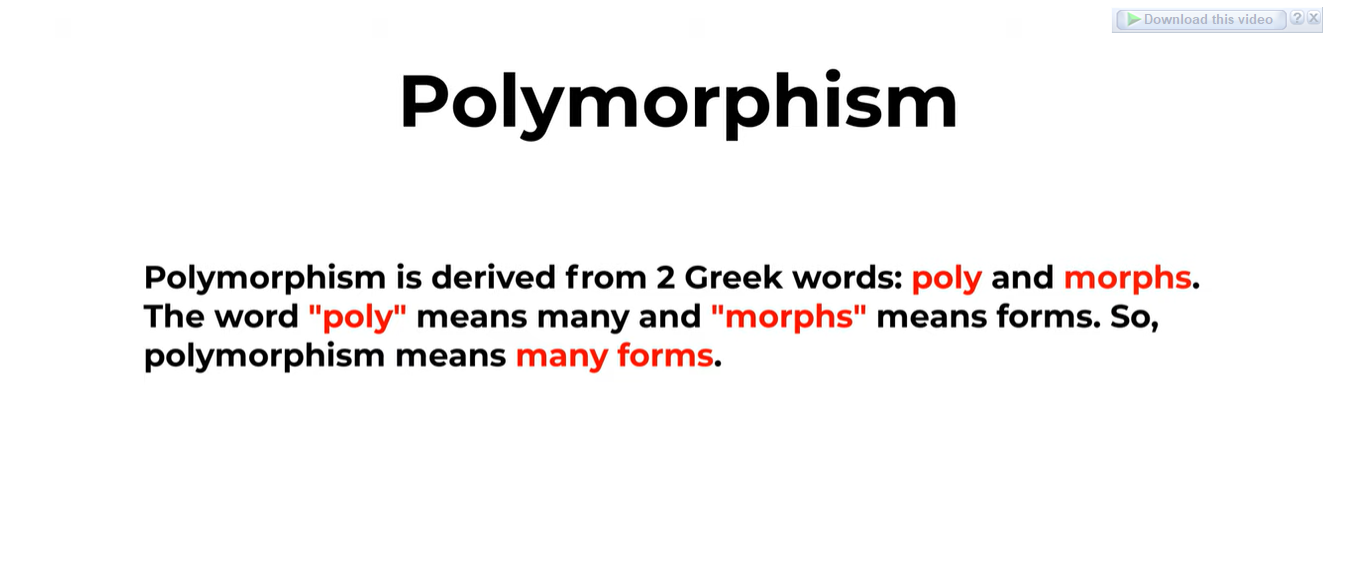 Download this video ? X
Polymorphism
Polymorphism is derived from 2 Greek words: poly and morphs.
The word "poly" means many and "morphs" means forms. So,
polymorphism means many forms.